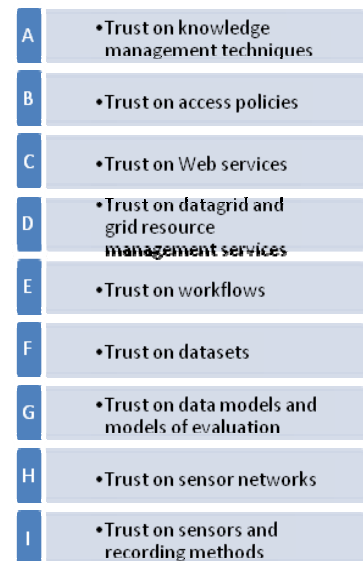 A
•Trust on knowledge
management techniques
B
•Trust on access policies
C
•Trust on Web services
D
•Trust on datagrid and
grid resource
management services
E
•Trust on workflows
F
•Trust on datasets
G
•Trust on data models and
models of evaluation
H
•Trust on sensor networks
I
•Trust on sensors and
recording methods